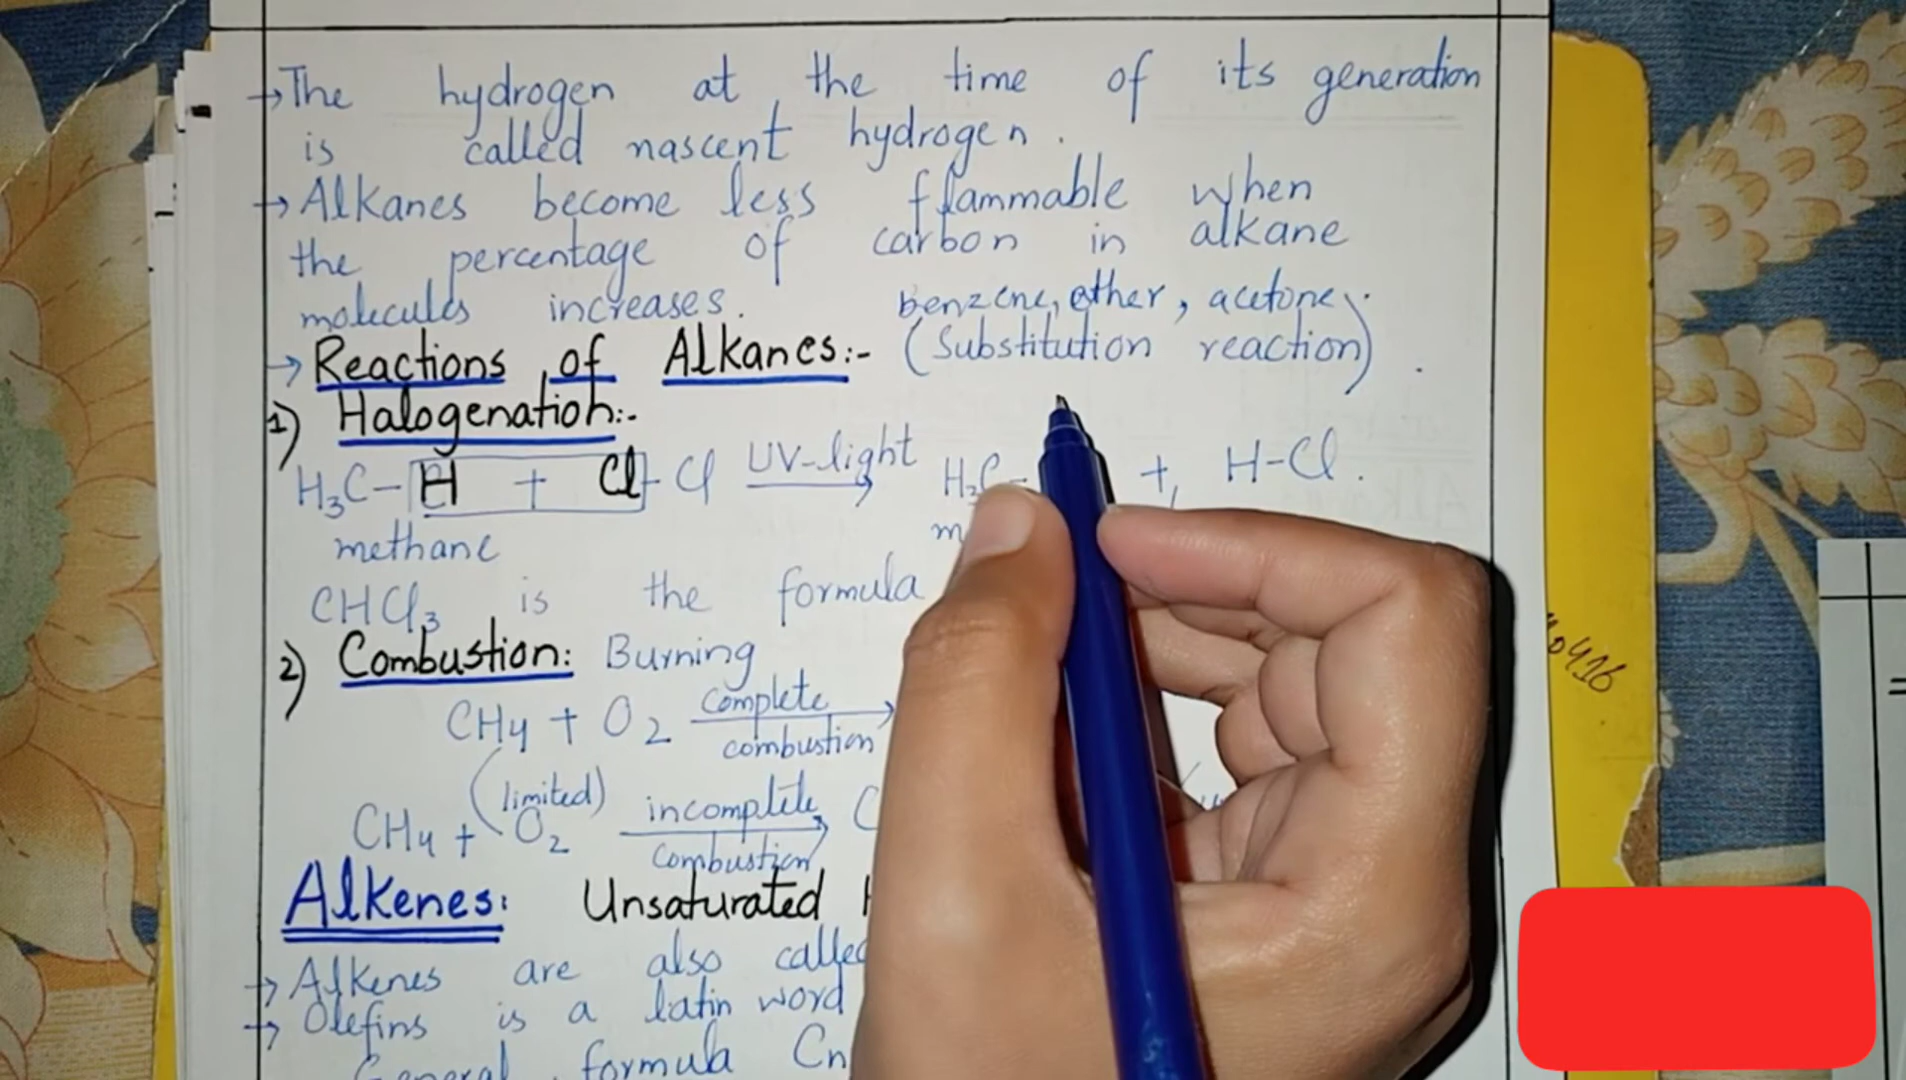 →The hydrogen at the time of its generation
is called nascent hydrogen.
→Alkanes become less flammable when
the percentage of carbon in alkane
molecules increases. benzene, ether, acetone
→ Reactions of Alkanes:- (Substitution reaction).
1) Halogenation:-
H₃C-H + Cl-Cl UV-light → H₃C- + H-Cl.
methane
CHCl₃ is the formula
2) Combustion: Burning
CH₄ + O₂ complete combustion →
CH₄ + (limited) O₂ incomplete combustion → C
Alkenes: Unsaturated
→ Alkenes are also called
→ Olefins is a latin word
General formula Cn
10416